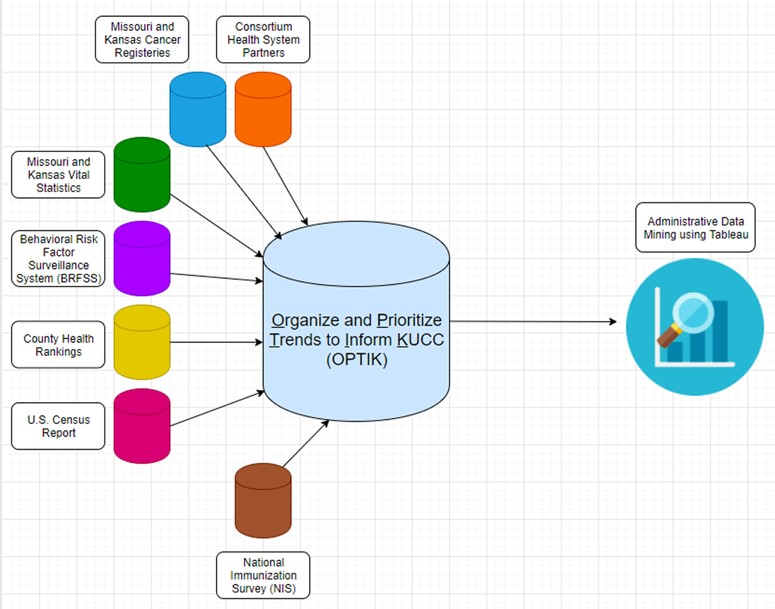 Missouri and
Kansas Cancer
Registeries
Consortium
Health System
Partners
Missouri and
Kansas Vital
Statistics
Behavioral Risk
Factor
Surveillance
System (BRFSS)
County Health
Rankings
U.S. Census
Report
National
Immunization
Survey (NIS)
Organize and Prioritize
Trends to Inform KUCC
(OPTIK)
Administrative Data
Mining using Tableau